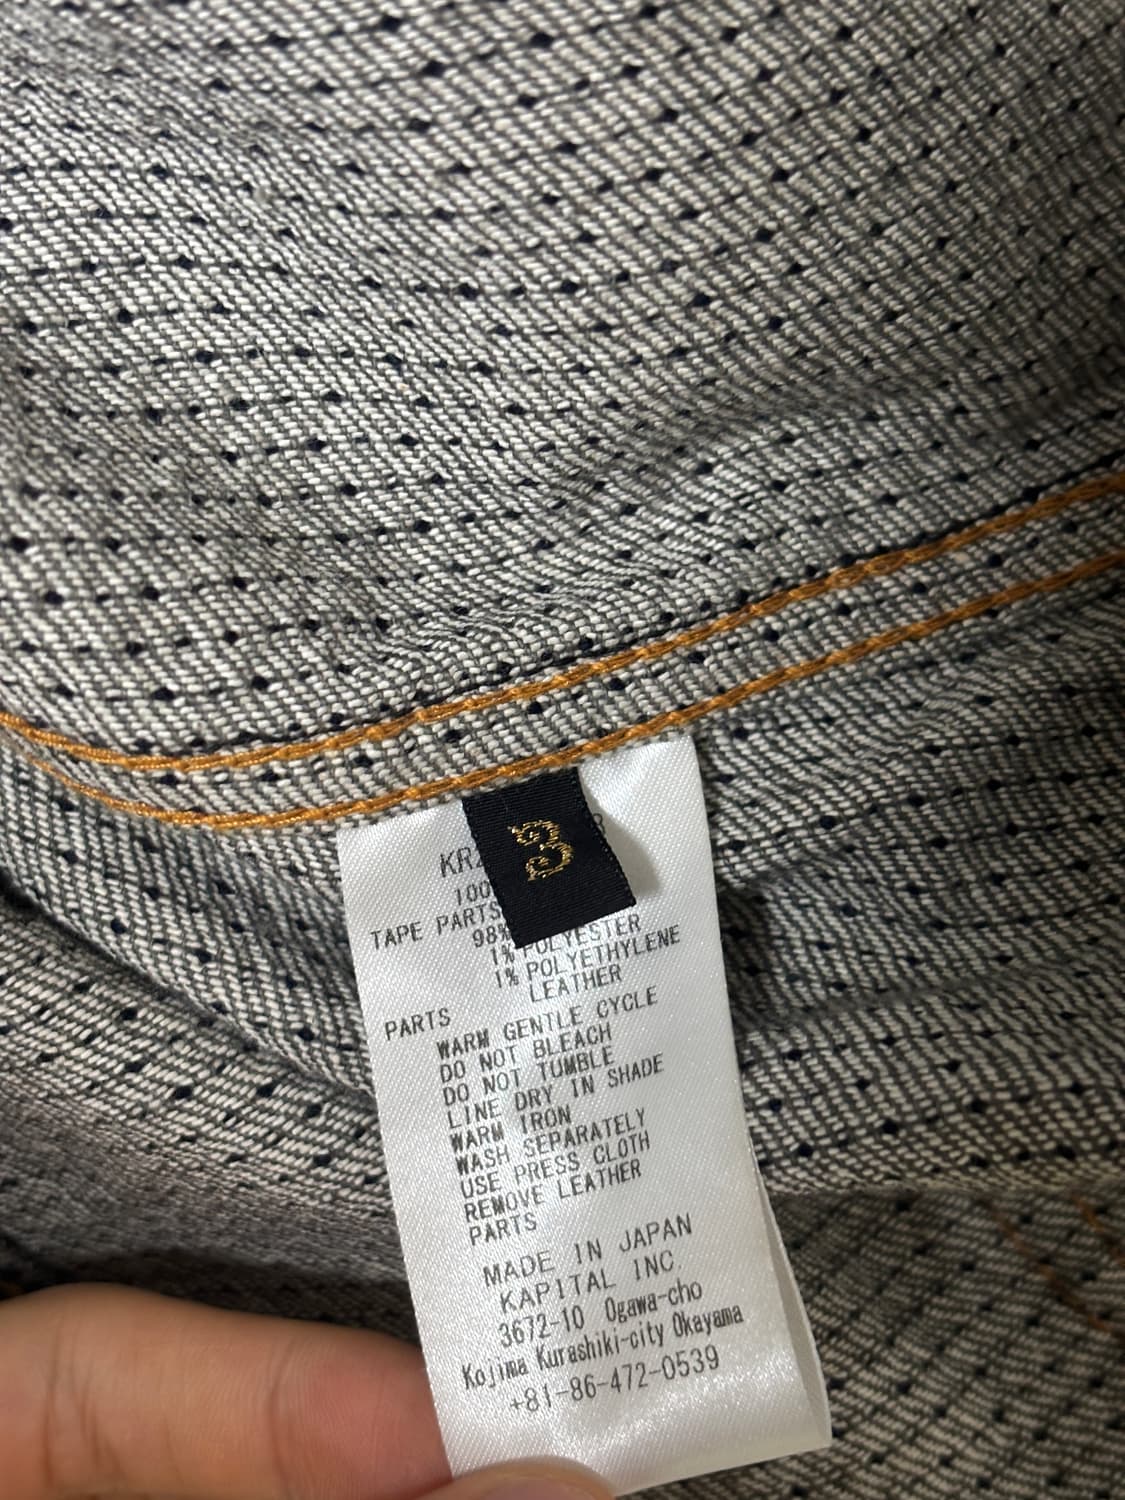 3
TAPE PARTS
98%
1% POLYESTER
1% POLYETHYLENE
LEATHER
PARTS
WARM GENTLE CYCLE
DO NOT BLEACH
DO NOT TUMBLE
LINE DRY IN SHADE
WARM IRON
WASH SEPARATELY
USE PRESS CLOTH
REMOVE LEATHER
PARTS
MADE IN JAPAN
KAPITAL INC.
3672-10 Ogawa-cho
Kojima Kurashiki-city Okayama
+81-86-472-0539